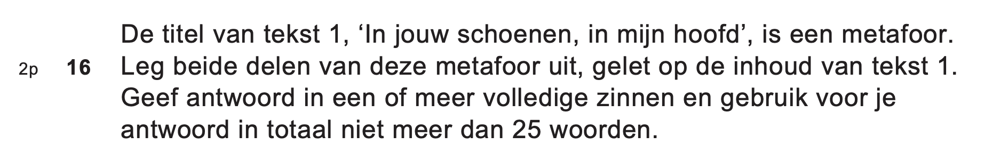 De titel van tekst 1, ‘In jouw schoenen, in mijn hoofd’, is een metafoor.
2p 16 Leg beide delen van deze metafoor uit, gelet op de inhoud van tekst 1.
Geef antwoord in een of meer volledige zinnen en gebruik voor je
antwoord in totaal niet meer dan 25 woorden.